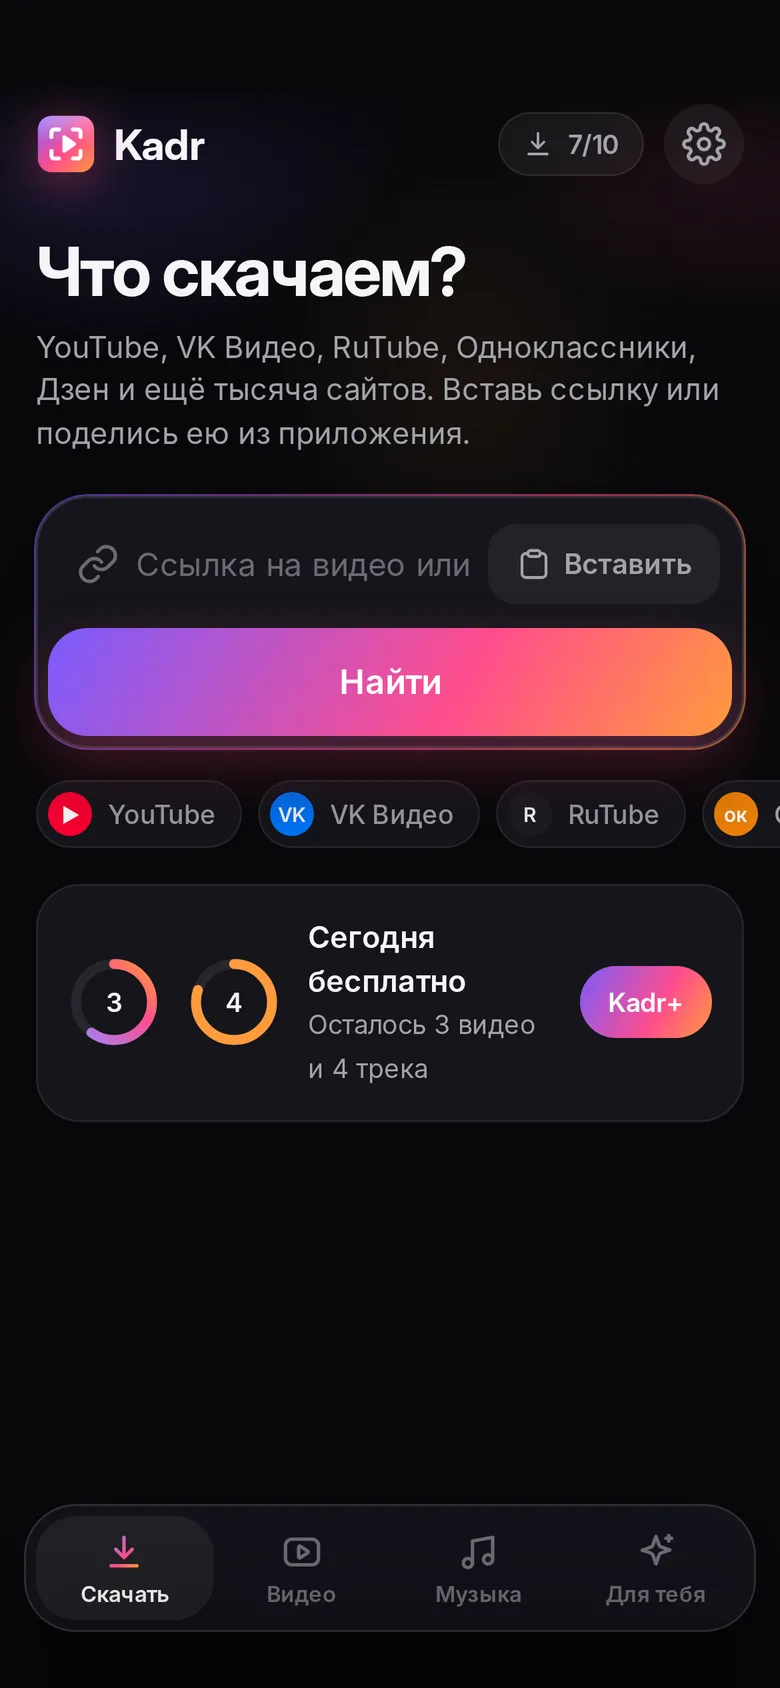 Kadr
7/10
Что скачаем?
YouTube, VK Видео, RuTube, Одноклассники,
Дзен и ещё тысяча сайтов. Вставь ссылку или
поделись ею из приложения.
Ссылка на видео или
Вставить
Найти
YouTube
VK
VK Видео
R
RuTube
ок
3
4
Сегодня
бесплатно
Осталось 3 видео
и 4 трека
Kadr+
Скачать
Видео
Музыка
Для тебя